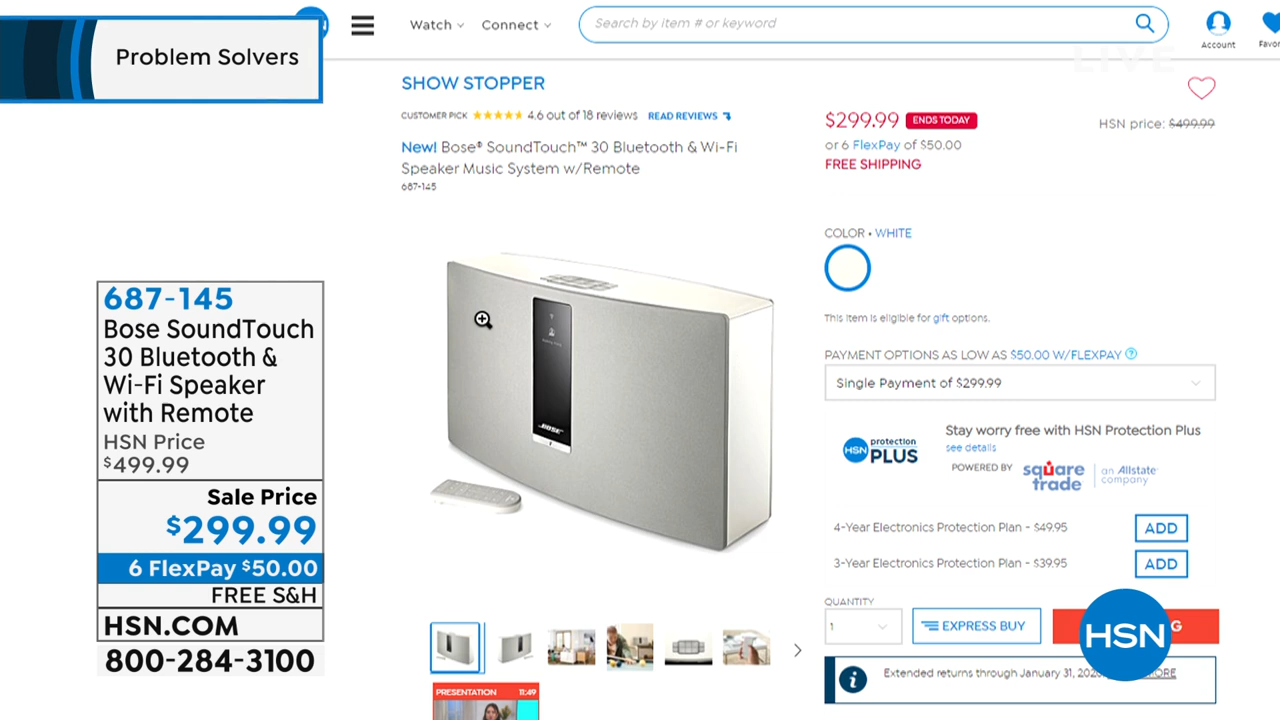 Problem Solvers
Watch
Connect
Search by item # or keyword
Account
LIVE
SHOW STOPPER
CUSTOMER PICK 4.6 out of 18 reviews READ REVIEWS
New! Bose® SoundTouch™ 30 Bluetooth & Wi-Fi
Speaker Music System w/Remote
687-145
$299.99 ENDS TODAY
HSN price: $499.99
or 6 FlexPay of $50.00
FREE SHIPPING
COLOR • WHITE
This item is eligible for gift options.
PAYMENT OPTIONS AS LOW AS $50.00 W/FLEXPAY ?
Single Payment of $299.99
HSN protection PLUS
Stay worry free with HSN Protection Plus
see details
POWERED BY square trade an Allstate company
4-Year Electronics Protection Plan - $49.95 ADD
3-Year Electronics Protection Plan - $39.95 ADD
QUANTITY
1
EXPRESS BUY
HSN
Extended returns through January 31,
BOSE
PRESENTATION 11:49
687-145
Bose SoundTouch
30 Bluetooth &
Wi-Fi Speaker
with Remote
HSN Price
$499.99
Sale Price
$299.99
6 FlexPay $50.00
FREE S&H
HSN.COM
800-284-3100